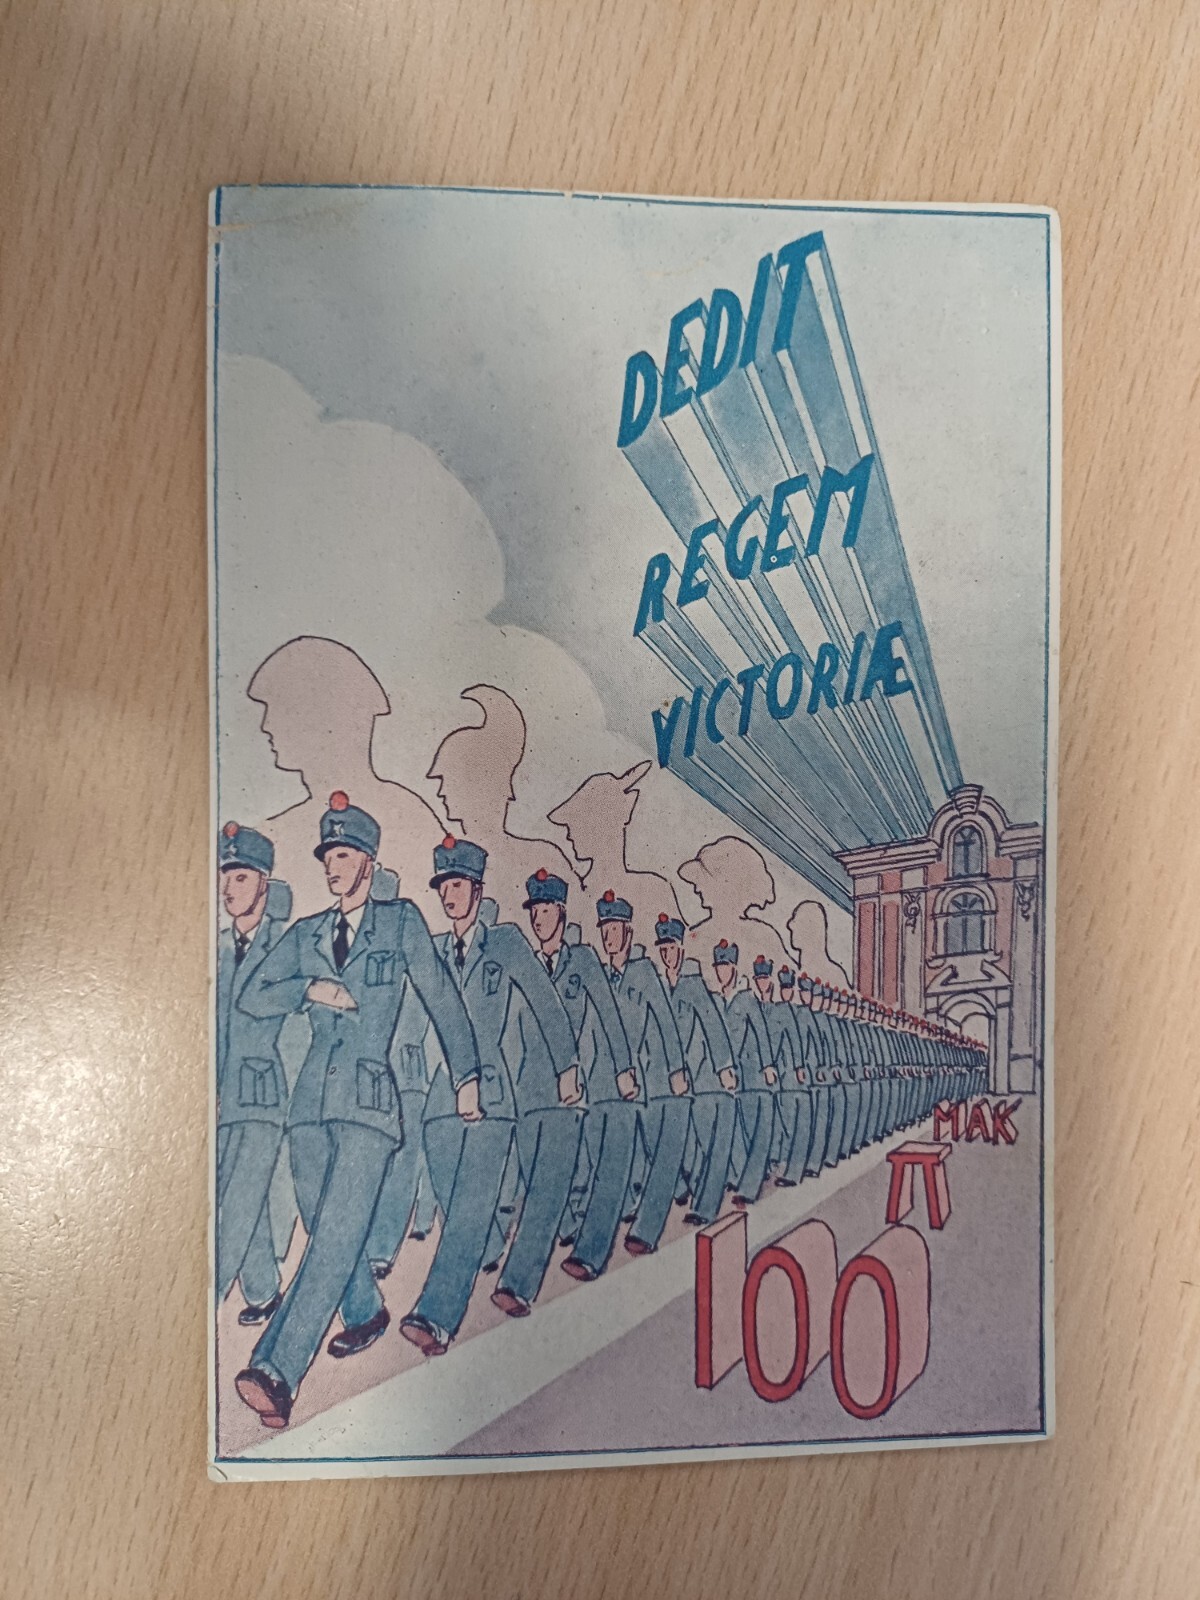 DEDIT
REGEM
VICTORIÆ
MAK
П
100